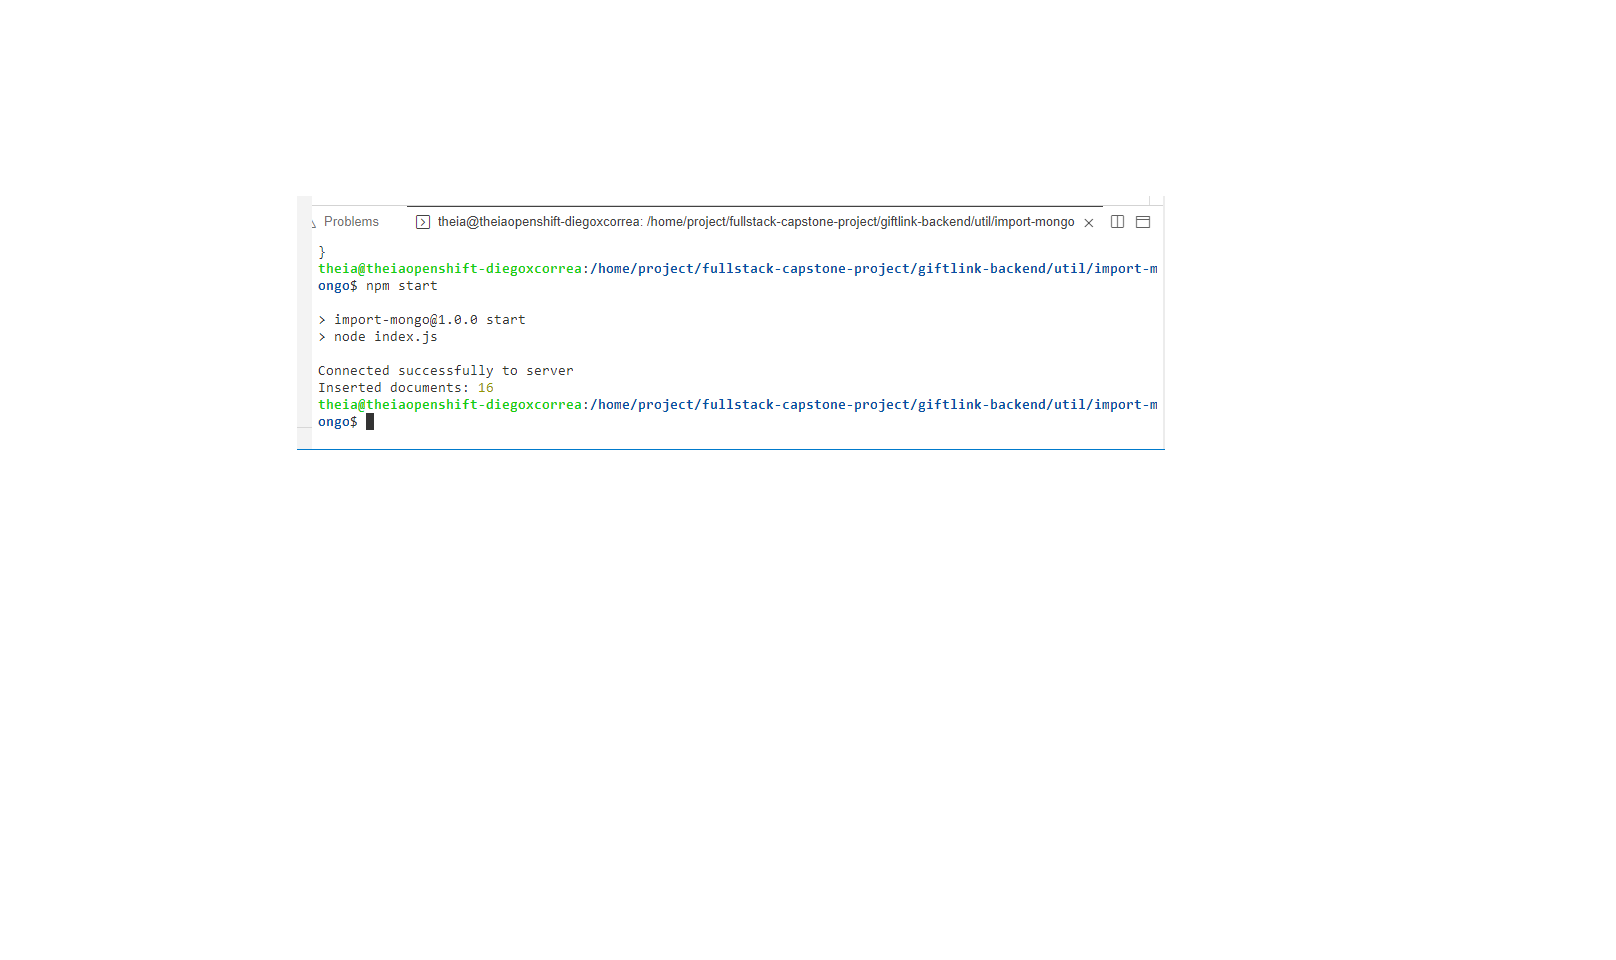 Problems
theia@theiaopenshift-diegoxcorrea: /home/project/fullstack-capstone-project/giftlink-backend/util/import-mongo
}
theia@theiaopenshift-diegoxcorrea:/home/project/fullstack-capstone-project/giftlink-backend/util/import-m
ongo$ npm start
> import-mongo@1.0.0 start
> node index.js
Connected successfully to server
Inserted documents: 16
theia@theiaopenshift-diegoxcorrea:/home/project/fullstack-capstone-project/giftlink-backend/util/import-m
ongo$